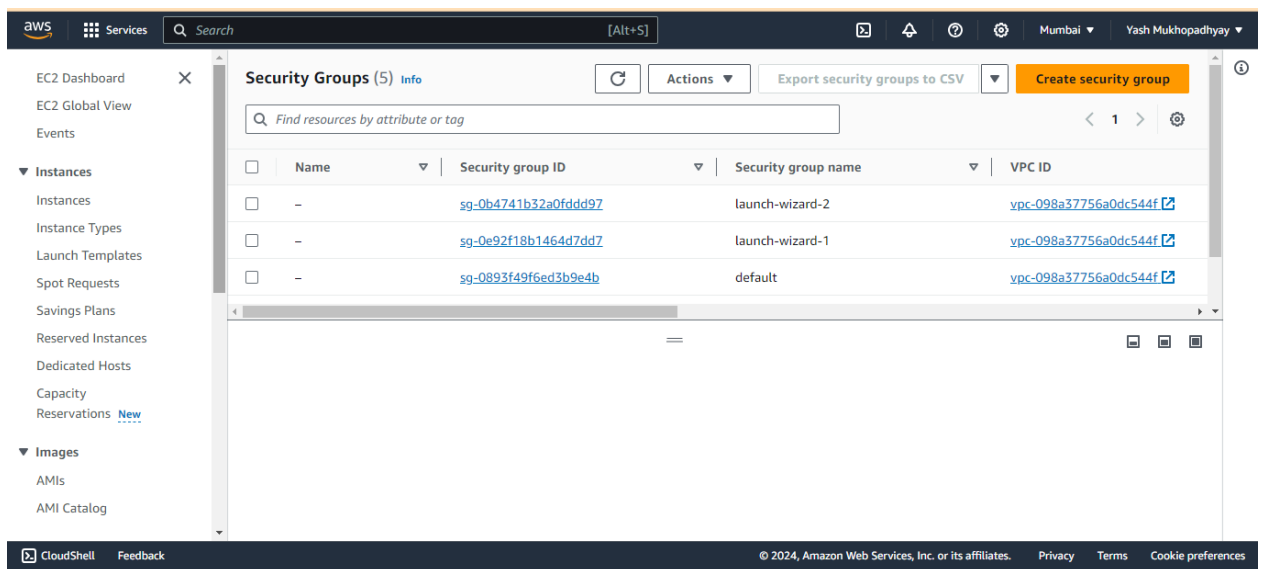 aws Services Search [Alt+S] Mumbai ▼ Yash Mukhopadhyay ▼
EC2 Dashboard
EC2 Global View
Events
▼ Instances
Instances
Instance Types
Launch Templates
Spot Requests
Savings Plans
Reserved Instances
Dedicated Hosts
Capacity
Reservations New
▼ Images
AMIs
AMI Catalog
Security Groups (5) Info Actions ▼ Export security groups to CSV ▼ Create security group
Find resources by attribute or tag 1
Name Security group ID Security group name VPC ID
– sg-0b4741b32a0fddd97 launch-wizard-2 vpc-098a37756a0dc544f
– sg-0e92f18b1464d7dd7 launch-wizard-1 vpc-098a37756a0dc544f
– sg-0893f49f6ed3b9e4b default vpc-098a37756a0dc544f
CloudShell Feedback © 2024, Amazon Web Services, Inc. or its affiliates. Privacy Terms Cookie preferences